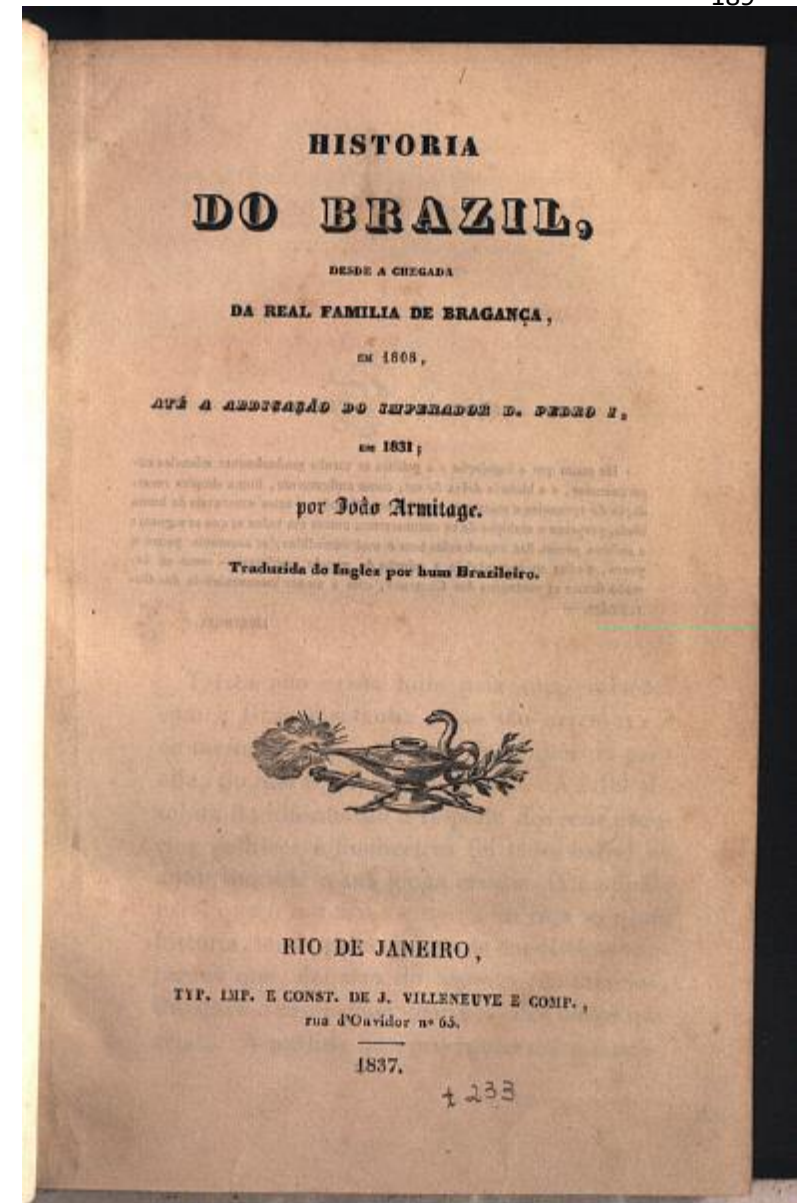 189
HISTORIA
DO BRAZIL,
DESDE A CHEGADA
DA REAL FAMILIA DE BRAGANÇA,
EM 1808,
ATÉ A ABDICAÇÃO DO IMPERADOR D. PEDRO I,
EM 1831;
por João Armitage.
Traduzida do Inglez por hum Brazileiro.
RIO DE JANEIRO,
TYP. IMP. E CONST. DE J. VILLENEUVE E COMP.,
rua d'Ouvidor nº 65.
1837.
t 233